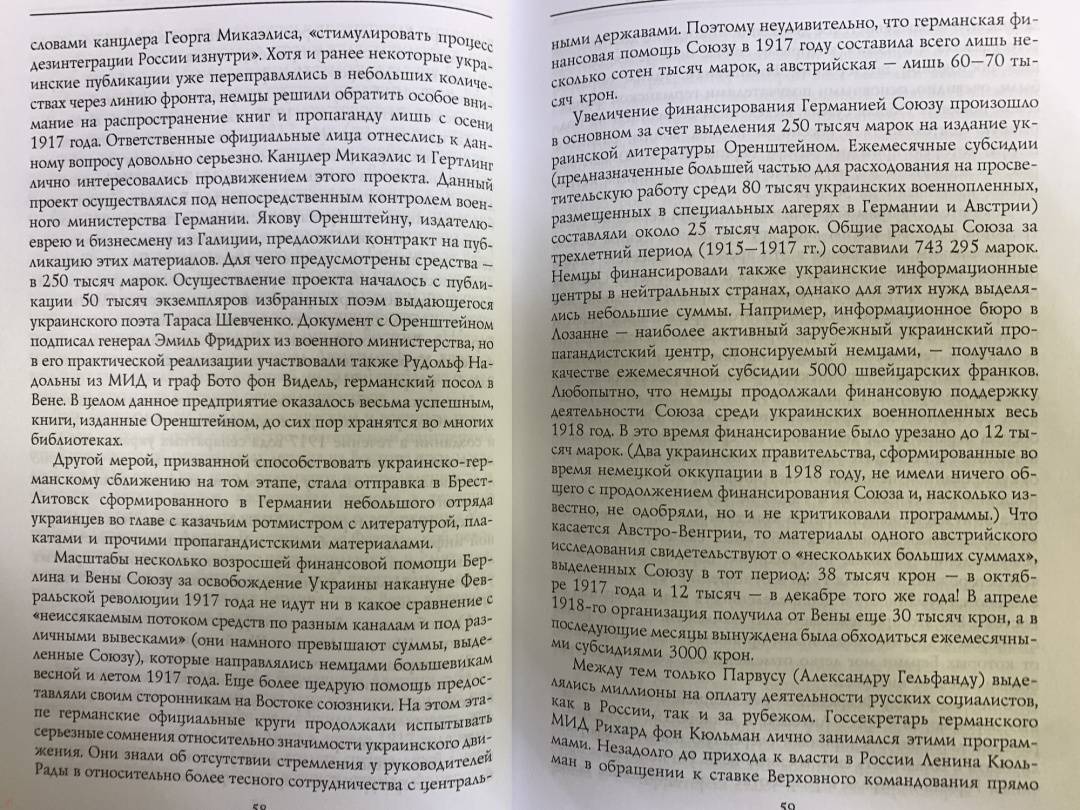 словами канцлера Георга Микаэлиса, «стимулировать процесс
дезинтеграции России изнутри». Хотя и ранее некоторые укра-
инские публикации уже переправлялись в небольших количе-
ствах через линию фронта, немцы решили обратить особое вни-
мание на распространение книг и пропаганду лишь с осени
1917 года. Ответственные официальные лица отнеслись к дан-
ному вопросу довольно серьезно. Канцлер Микаэлис и Гертлинг
лично интересовались продвижением этого проекта. Данный
проект осуществлялся под непосредственным контролем воен-
ного министерства Германии. Якову Оренштейну, издателю-
еврею и бизнесмену из Галиции, предложили контракт на пуб-
ликацию этих материалов. Для чего предусмотрены средства —
в 250 тысяч марок. Осуществление проекта началось с публи-
кации 50 тысяч экземпляров избранных поэм выдающегося
украинского поэта Тараса Шевченко. Документ с Оренштейном
подписал генерал Эмиль Фридрих из военного министерства, но
в его практической реализации участвовали также Рудольф На-
дольны из МИД и граф Бото фон Видель, германский посол в
Вене. В целом данное предприятие оказалось весьма успешным,
книги, изданные Оренштейном, до сих пор хранятся во многих
библиотеках.
Другой мерой, призванной способствовать украинско-гер-
манскому сближению на том этапе, стала отправка в Брест-
Литовск сформированного в Германии небольшого отряда
украинцев во главе с казачьим ротмистром с литературой, пла-
катами и прочими пропагандистскими материалами.
Масштабы несколько возросшей финансовой помощи Бер-
лина и Вены Союзу за освобождение Украины накануне Фев-
ральской революции 1917 года не идут ни в какое сравнение с
«неиссякаемым потоком средств по разным каналам и под раз-
личными вывесками» (они намного превышают суммы, выде-
ленные Союзу), которые направлялись немцами большевикам
весной и летом 1917 года. Еще более щедрую помощь предос-
тавляли своим сторонникам на Востоке союзники. На этом эта-
пе германские официальные круги продолжали испытывать
серьезные сомнения относительно значимости украинского дви-
жения. Они знали об отсутствии стремления у руководителей
Рады в относительно более тесного сотрудничества с централь-
58
ными державами. Поэтому неудивительно, что германская фи-
нансовая помощь Союзу в 1917 году составила всего лишь не-
сколько сотен тысяч марок, а австрийская — лишь 60—70 ты-
сяч крон.
Увеличение финансирования Германией Союзу произошло
в основном за счет выделения 250 тысяч марок на издание ук-
раинской литературы Оренштейном. Ежемесячные субсидии
(предназначенные большей частью для расходования на просве-
тительскую работу среди 80 тысяч украинских военнопленных,
размещенных в специальных лагерях в Германии и Австрии)
составляли около 25 тысяч марок. Общие расходы Союза за
трехлетний период (1915—1917 гг.) составили 743 295 марок.
Немцы финансировали также украинские информационные
центры в нейтральных странах, однако для этих нужд выделя-
лись небольшие суммы. Например, информационное бюро в
Лозанне — наиболее активный зарубежный украинский про-
пагандистский центр, спонсируемый немцами, — получало в
качестве ежемесячной субсидии 5000 швейцарских франков.
Любопытно, что немцы продолжали финансовую поддержку
деятельности Союза среди украинских военнопленных весь
1918 год. В это время финансирование было урезано до 12 ты-
сяч марок. (Два украинских правительства, сформированные во
время немецкой оккупации в 1918 году, не имели ничего об-
щего с продолжением финансирования Союза и, насколько из-
вестно, не одобряли, но и не критиковали программы.) Что
касается Австро-Венгрии, то материалы одного австрийского
исследования свидетельствуют о «нескольких больших суммах»,
выделенных Союзу в тот период: 38 тысяч крон — в октяб-
ре 1917 года и 12 тысяч — в декабре того же года! В апреле
1918-го организация получила от Вены еще 30 тысяч крон, а в
последующие месяцы вынуждена была обходиться ежемесячны-
ми субсидиями 3000 крон.
Между тем только Парвусу (Александру Гельфанду) выде-
лялись миллионы на оплату деятельности русских социалистов,
как в России, так и за рубежом. Госсекретарь германского
МИД Рихард фон Кюльман лично занимался этими програм-
мами. Незадолго до прихода к власти в России Ленина Кюль-
ман в обращении к ставке Верховного командования прямо
59